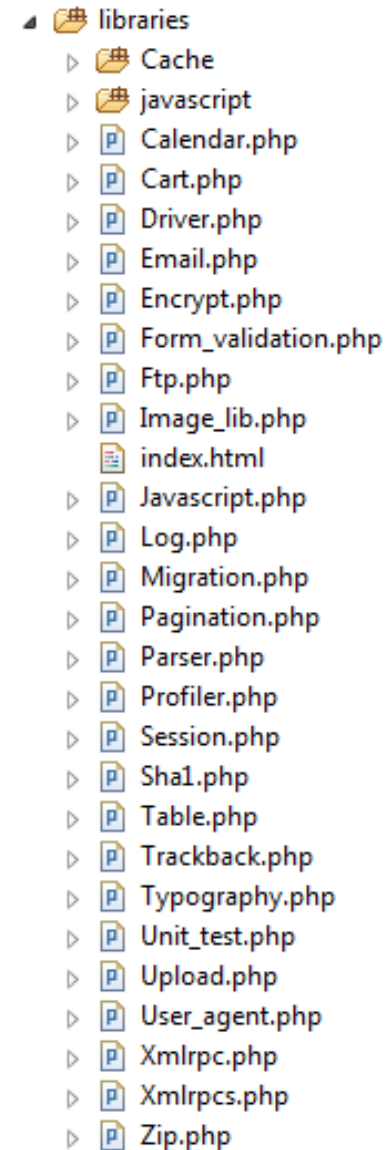 libraries
Cache
javascript
Calendar.php
Cart.php
Driver.php
Email.php
Encrypt.php
Form_validation.php
Ftp.php
Image_lib.php
index.html
Javascript.php
Log.php
Migration.php
Pagination.php
Parser.php
Profiler.php
Session.php
Sha1.php
Table.php
Trackback.php
Typography.php
Unit_test.php
Upload.php
User_agent.php
Xmlrpc.php
Xmlrpcs.php
Zip.php